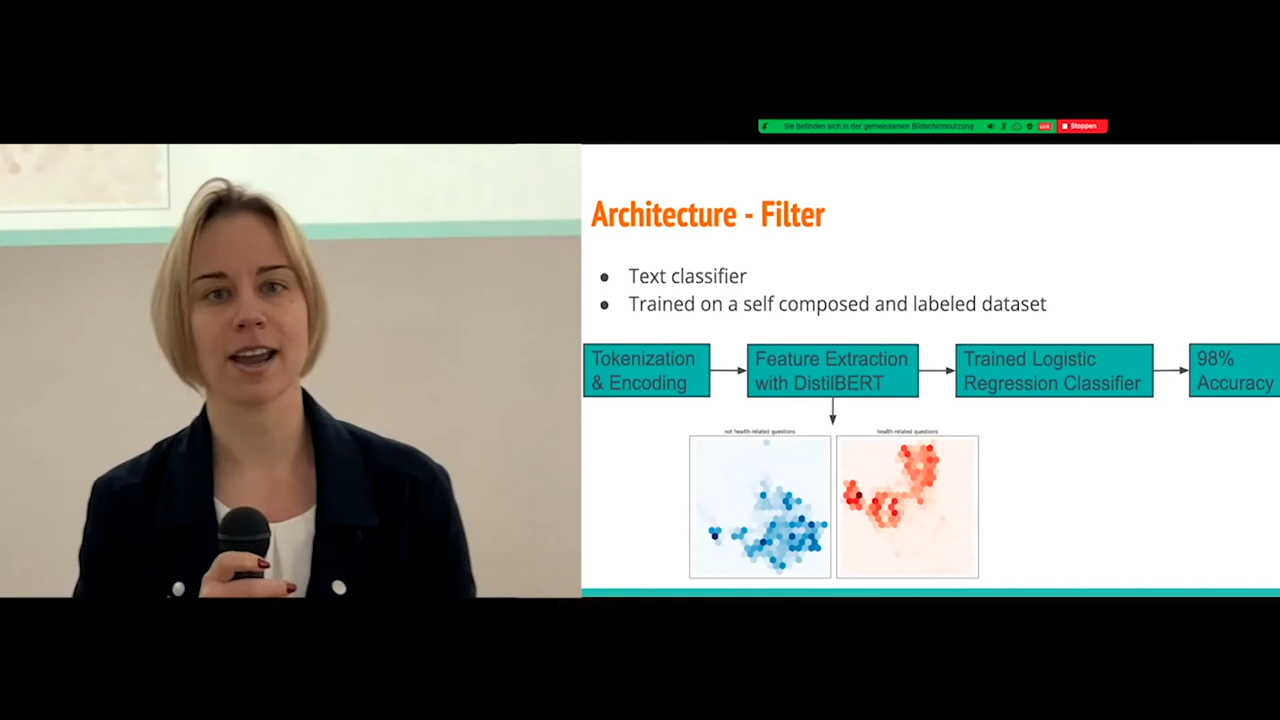 Sie befinden sich in der gemeinsamen Bildschirmnutzung
LIVE
Stoppen
Architecture - Filter
● Text classifier
● Trained on a self composed and labeled dataset
Tokenization
& Encoding
Feature Extraction
with DistilBERT
Trained Logistic
Regression Classifier
98%
Accuracy
not health-related questions
health-related questions